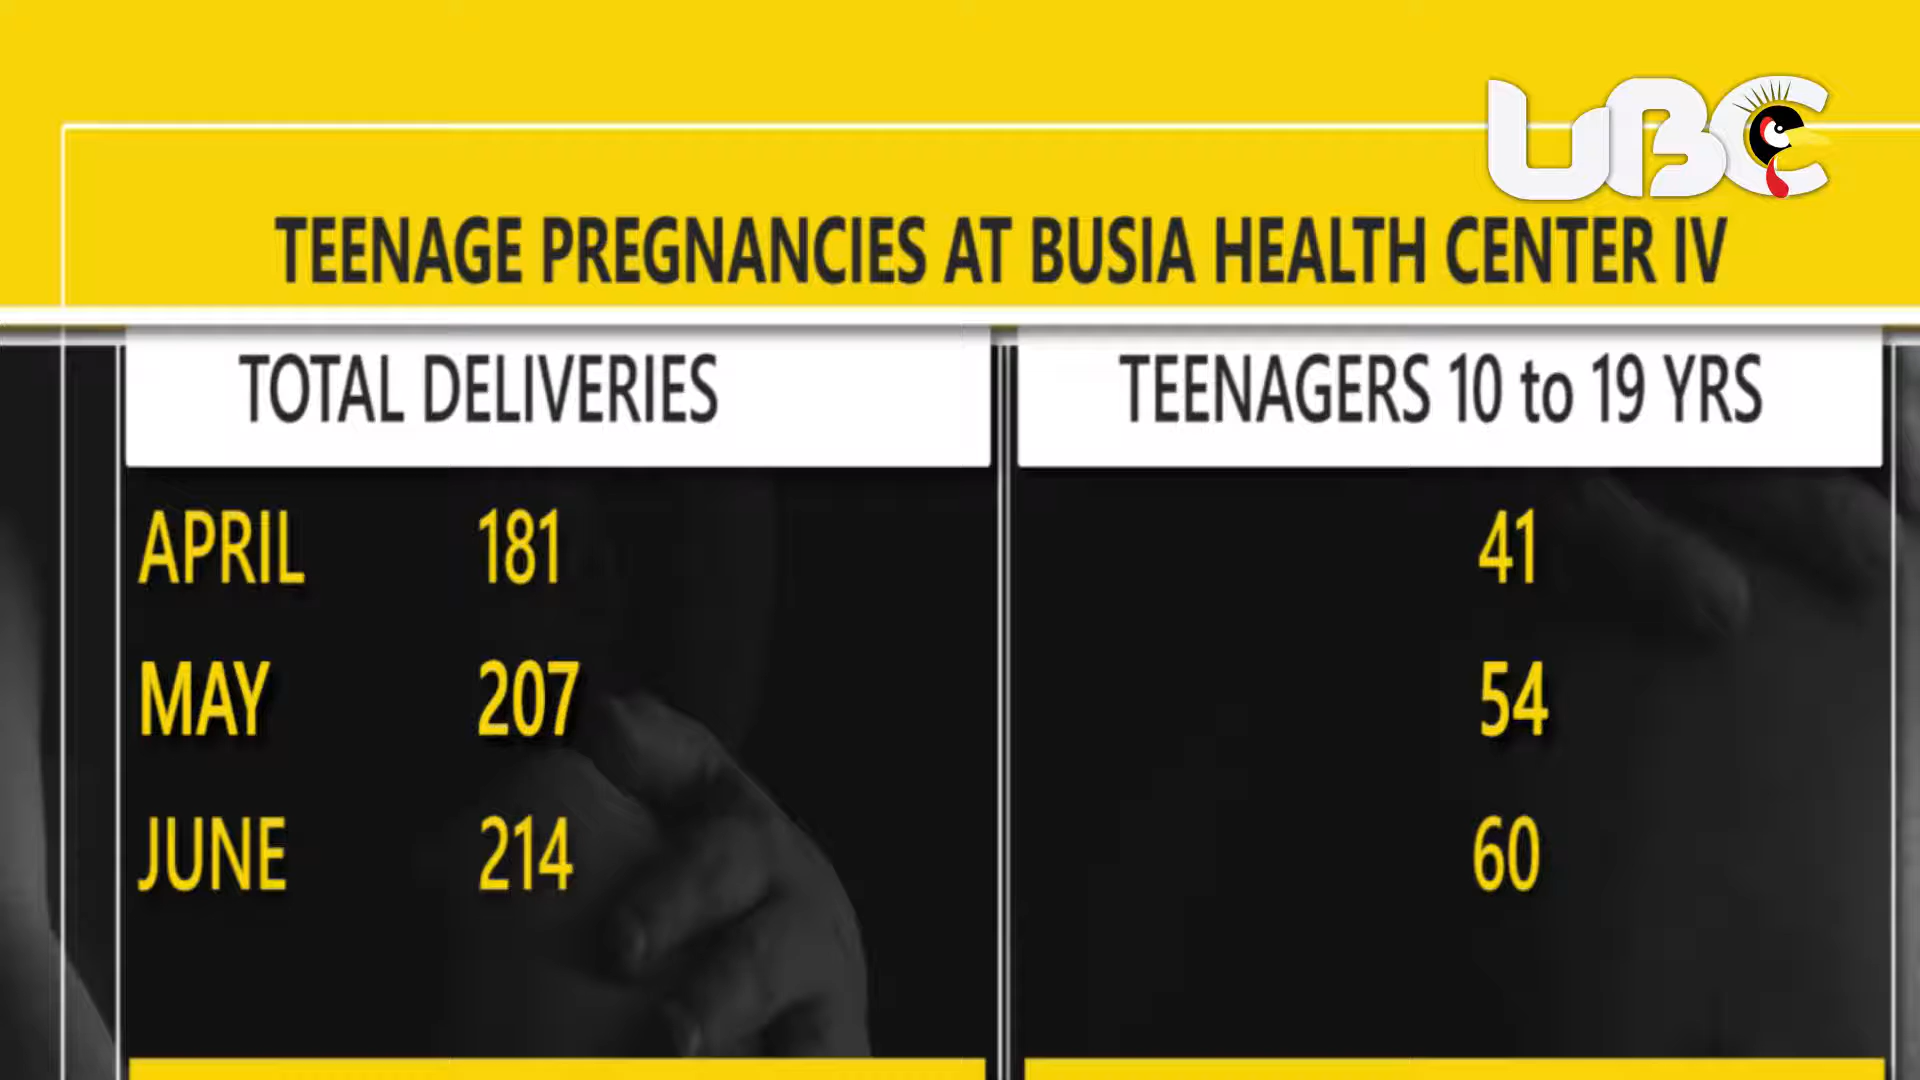 UBC
TEENAGE PREGNANCIES AT BUSIA HEALTH CENTER IV
TOTAL DELIVERIES TEENAGERS 10 to 19 YRS
APRIL 181 41
MAY 207 54
JUNE 214 60